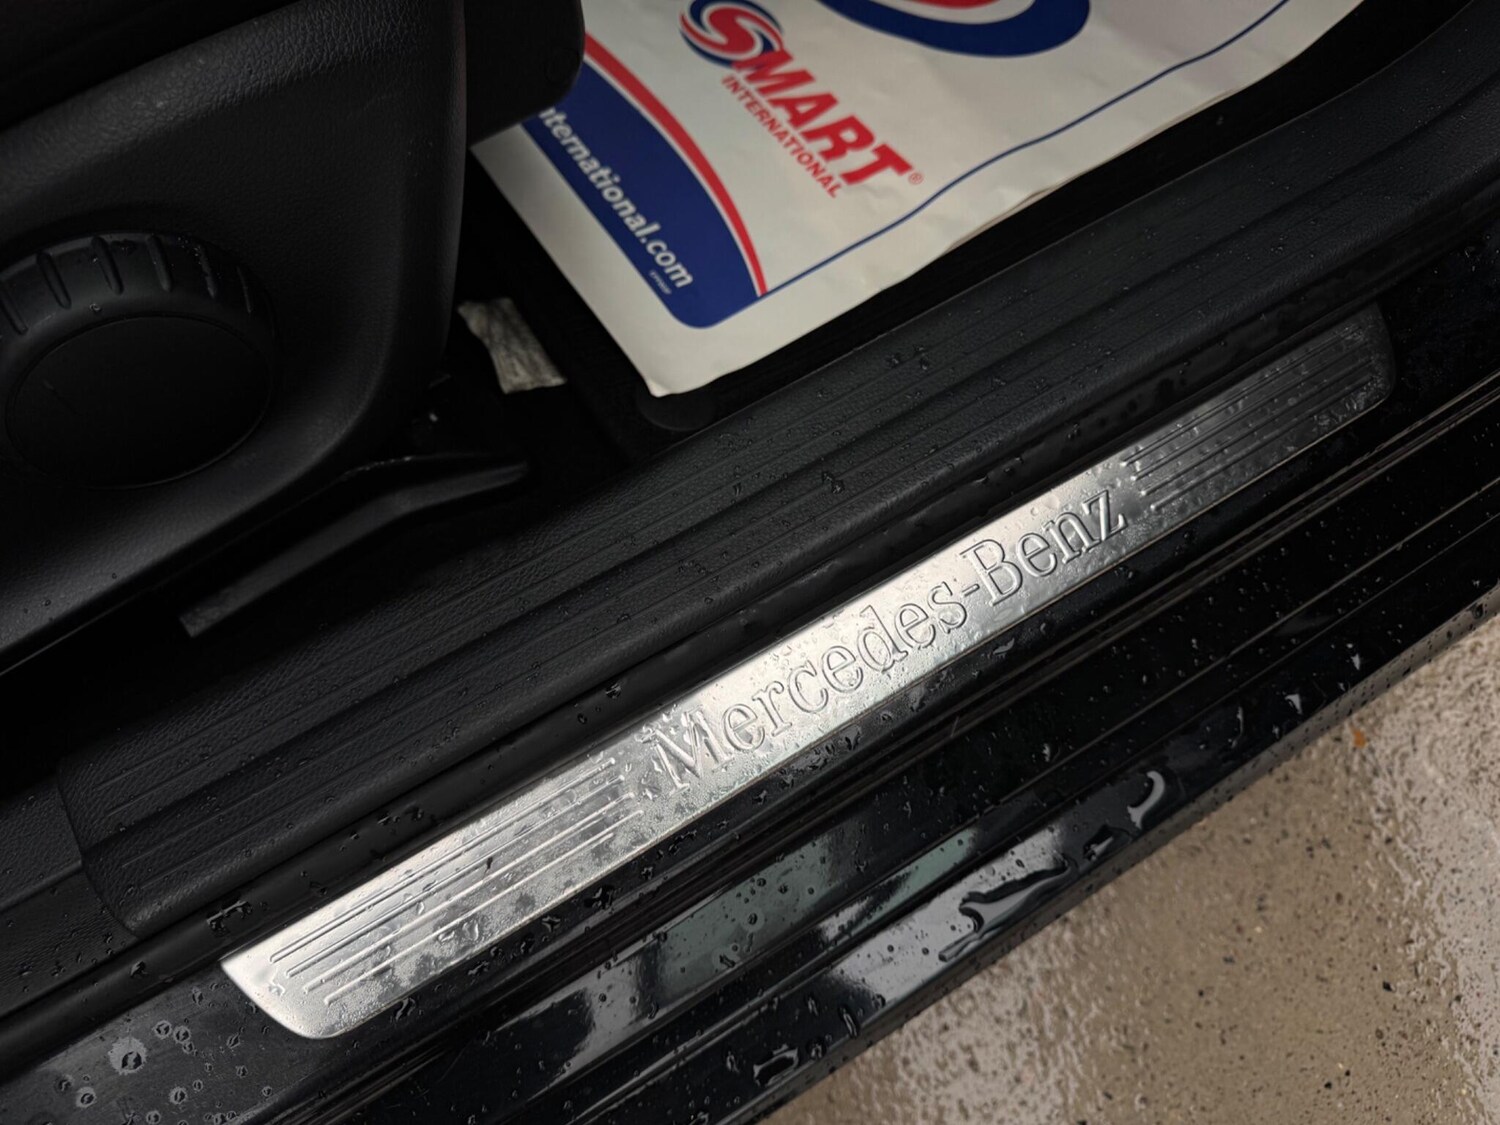 SMART®
INTERNATIONAL
international.com
Mercedes-Benz